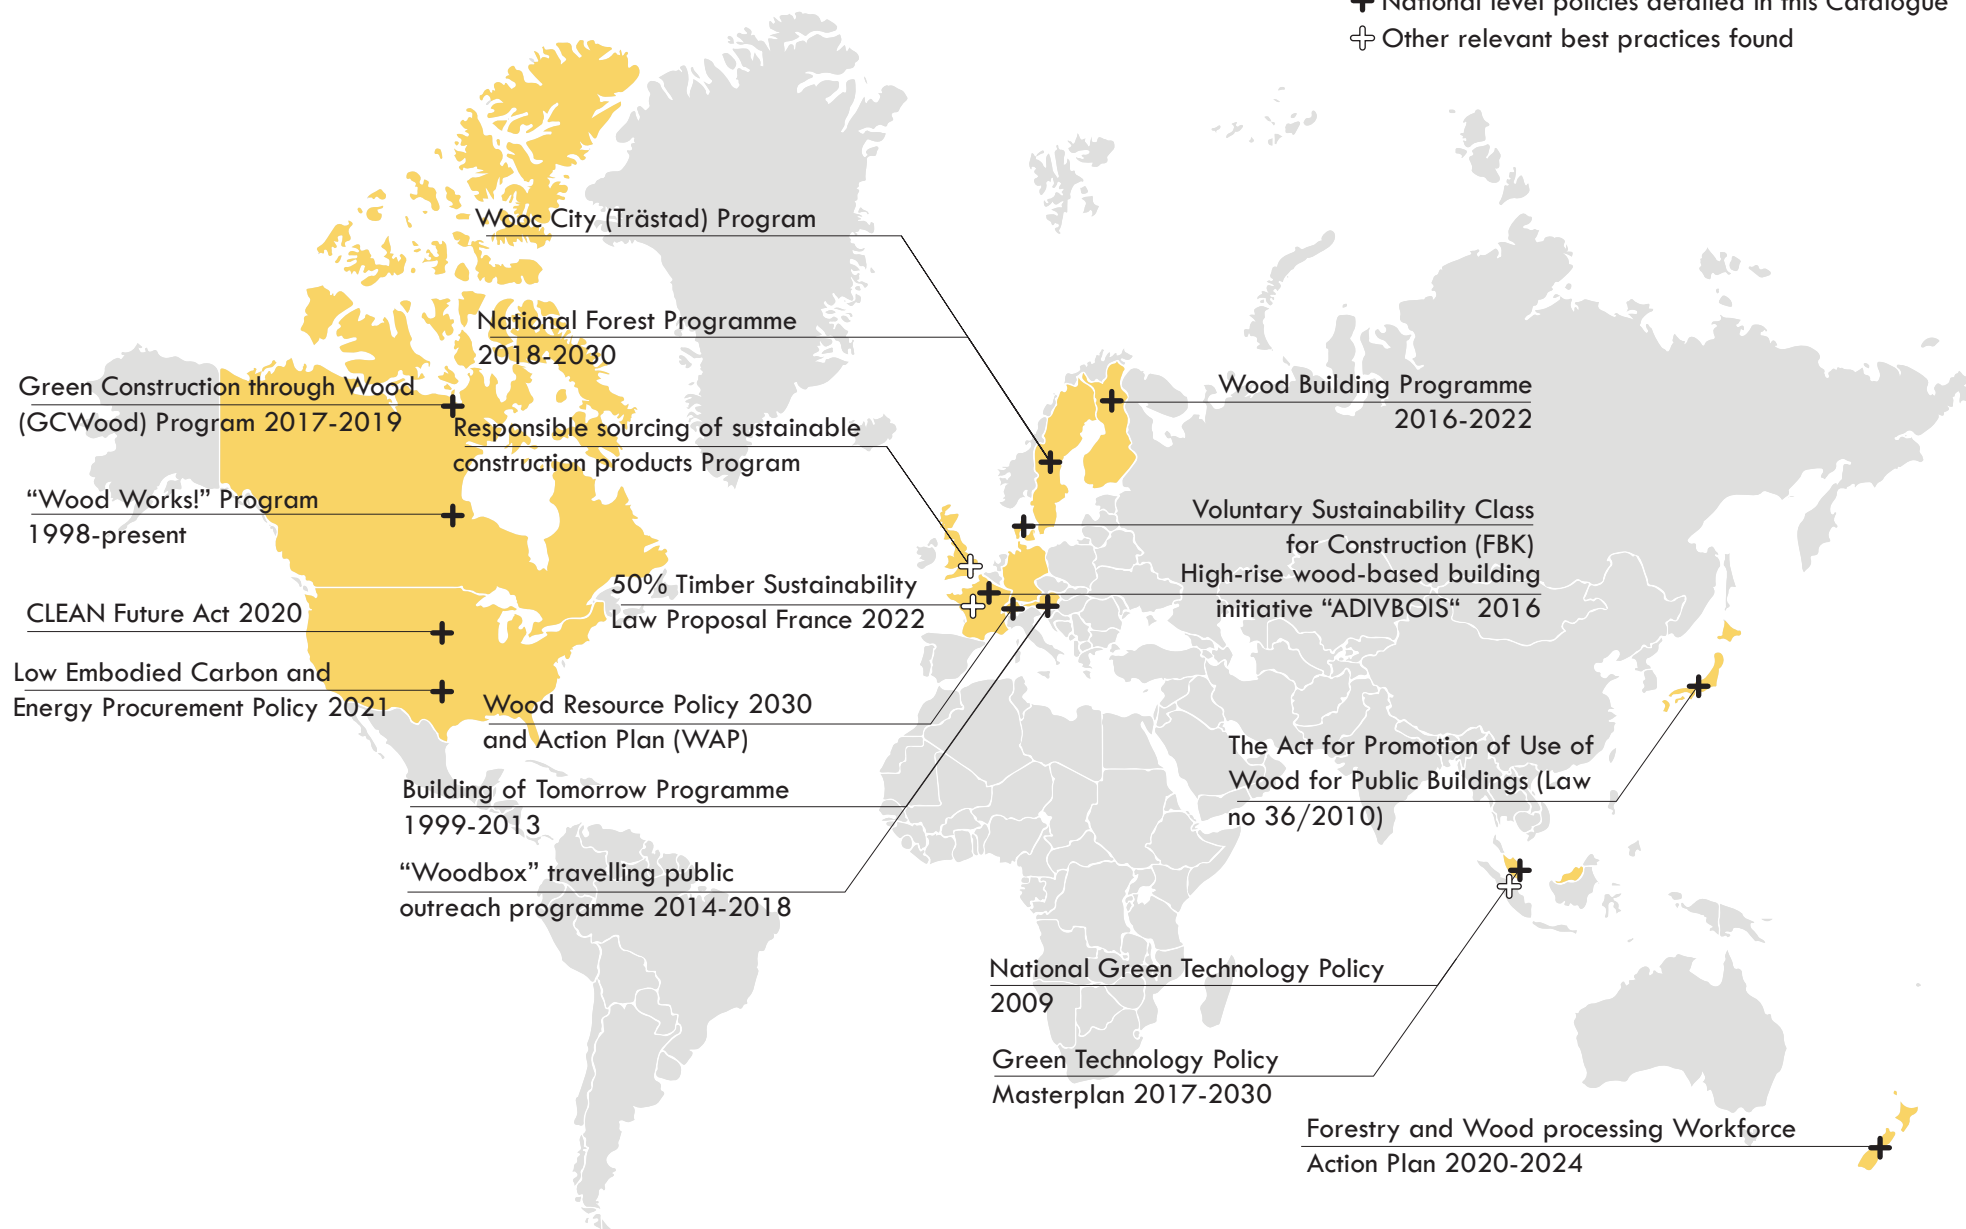 National level policies detailed in this Catalogue
Other relevant best practices found
Wooc City (Trästad) Program
National Forest Programme
2018-2030
Green Construction through Wood
(GCWood) Program 2017-2019
Responsible sourcing of sustainable
construction products Program
Wood Building Programme
2016-2022
“Wood Works!” Program
1998-present
Voluntary Sustainability Class
for Construction (FBK)
High-rise wood-based building
initiative “ADIVBOIS“ 2016
50% Timber Sustainability
Law Proposal France 2022
CLEAN Future Act 2020
Low Embodied Carbon and
Energy Procurement Policy 2021
Wood Resource Policy 2030
and Action Plan (WAP)
The Act for Promotion of Use of
Wood for Public Buildings (Law
no 36/2010)
Building of Tomorrow Programme
1999-2013
“Woodbox” travelling public
outreach programme 2014-2018
National Green Technology Policy
2009
Green Technology Policy
Masterplan 2017-2030
Forestry and Wood processing Workforce
Action Plan 2020-2024